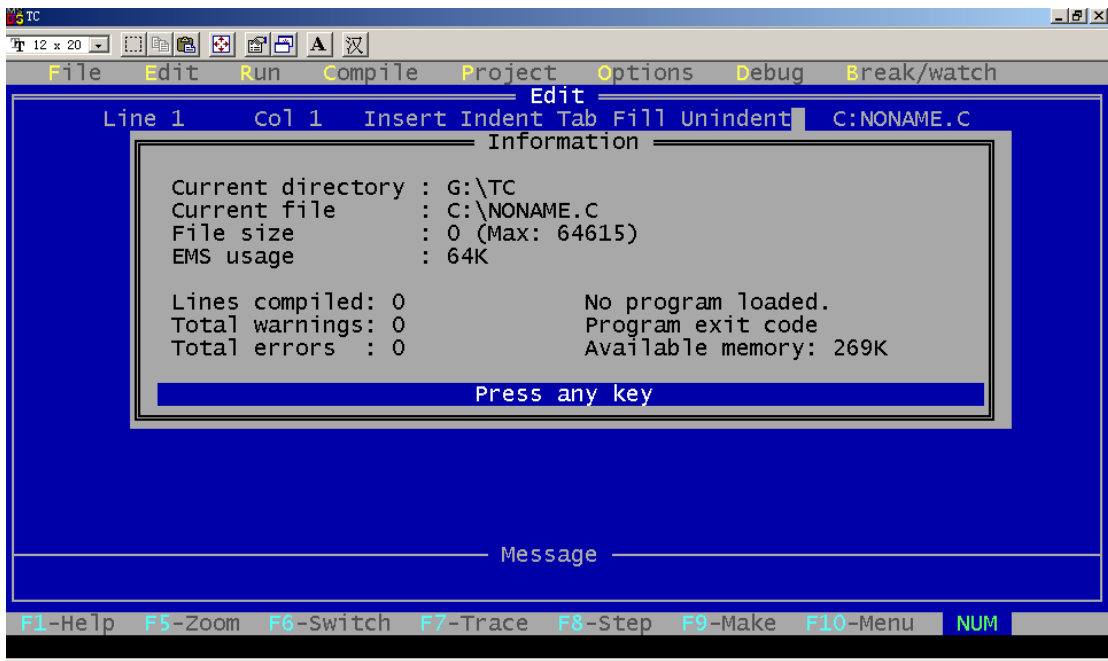 TC
12 x 20 A 汉
File Edit Run Compile Project Options Debug Break/watch
Edit
Line 1 Col 1 Insert Indent Tab Fill Unindent C:NONAME.C
Information
Current directory : G:\TC
Current file : C:\NONAME.C
File size : 0 (Max: 64615)
EMS usage : 64K
Lines compiled: 0 No program loaded.
Total warnings: 0 Program exit code
Total errors : 0 Available memory: 269K
Press any key
Message
F1-Help F5-Zoom F6-Switch F7-Trace F8-Step F9-Make F10-Menu NUM